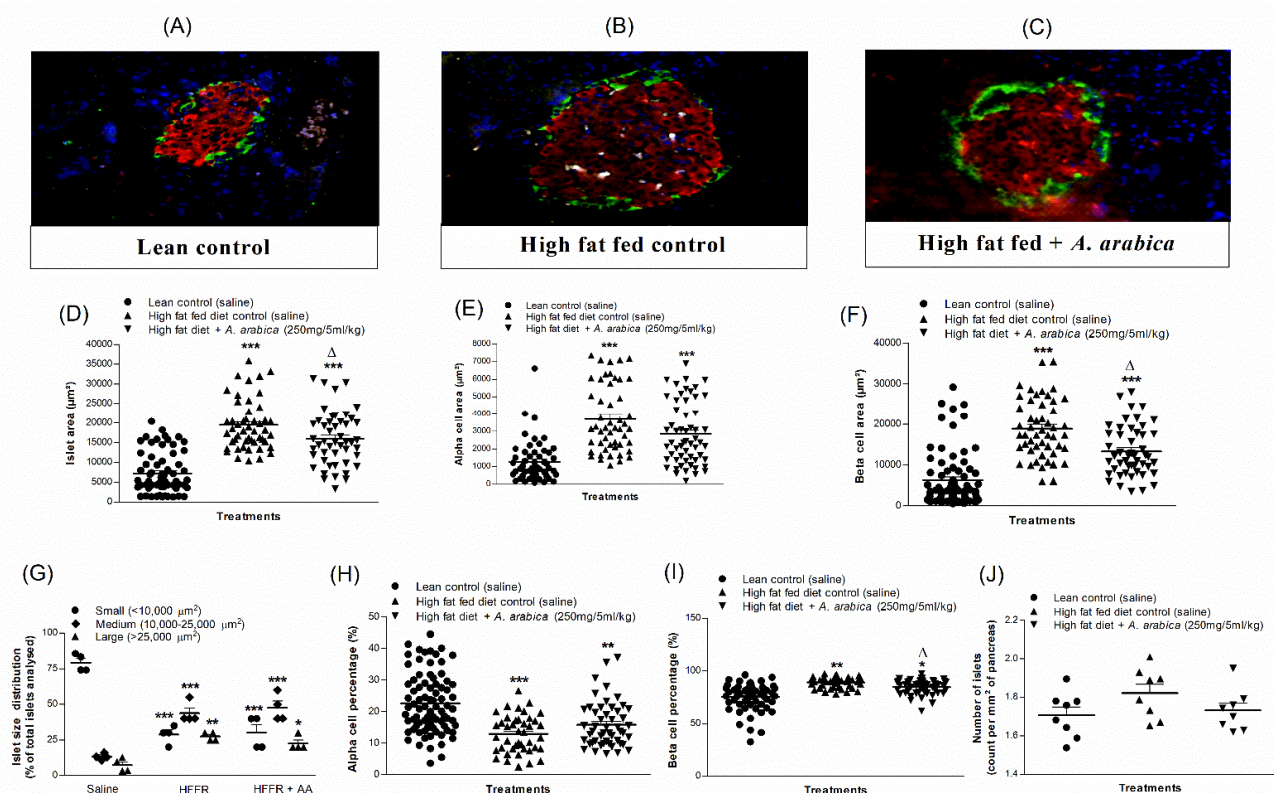 (A)
(B)
(C)
Lean control
High fat fed control
High fat fed + A. arabica
(D)
Lean control (saline)
High fat fed diet control (saline)
High fat diet + A. arabica (250mg/5ml/kg)
Islet area (µm²)
40000
35000
30000
25000
20000
15000
10000
5000
0
***
Δ
***
Treatments
(E)
Lean control (saline)
High fat fed diet control (saline)
High fat diet + A. arabica (250mg/5ml/kg)
Alpha cell area (µm²)
8000
7000
6000
5000
4000
3000
2000
1000
0
***
***
Treatments
(F)
Lean control (saline)
High fat fed diet control (saline)
High fat diet + A. arabica (250mg/5ml/kg)
Beta cell area (µm²)
40000
30000
20000
10000
0
***
Δ
***
Treatments
(G)
Small (<10,000 µm²)
Medium (10,000-25,000 µm²)
Large (>25,000 µm²)
Islet size distribution
(% of total islets analysed)
100
75
50
25
0
***
***
**
***
***
*
Saline
HFFR
HFFR + AA
(H)
Lean control (saline)
High fat fed diet control (saline)
High fat diet + A. arabica (250mg/5ml/kg)
Alpha cell percentage (%)
50
40
30
20
10
0
***
**
Treatments
(I)
Lean control (saline)
High fat fed diet control (saline)
High fat diet + A. arabica (250mg/5ml/kg)
Beta cell percentage (%)
150
100
50
0
**
Δ
*
Treatments
(J)
Lean control (saline)
High fat fed diet control (saline)
High fat diet + A. arabica (250mg/5ml/kg)
Number of islets
(count per mm² of pancreas)
2.2
2.0
1.8
1.6
1.4
Treatments